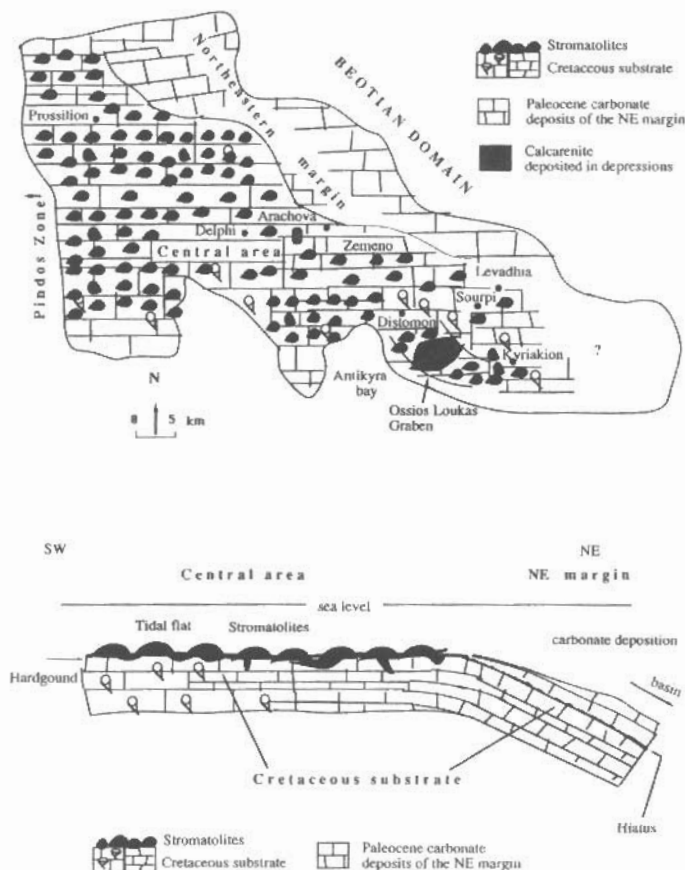 Stromatolites
Cretaceous substrate
Paleocene carbonate
deposits of the NE margin
Calcarenite
deposited in depressions
BEOTIAN DOMAIN
Northeastern margin
Prossilion
Pindos Zone
Arachova
Delphi
Central area
Zemeno
Levadhia
Sourpi
Distomon
Kyriakion
?
Antikyra
bay
Ossios Loukas
Graben
N
0 5 km
SW
NE
Central area
NE margin
sea level
Tidal flat
Stromatolites
carbonate deposition
Hardgound
basin
Cretaceous substrate
Hiatus
Stromatolites
Cretaceous substrate
Paleocene carbonate
deposits of the NE margin